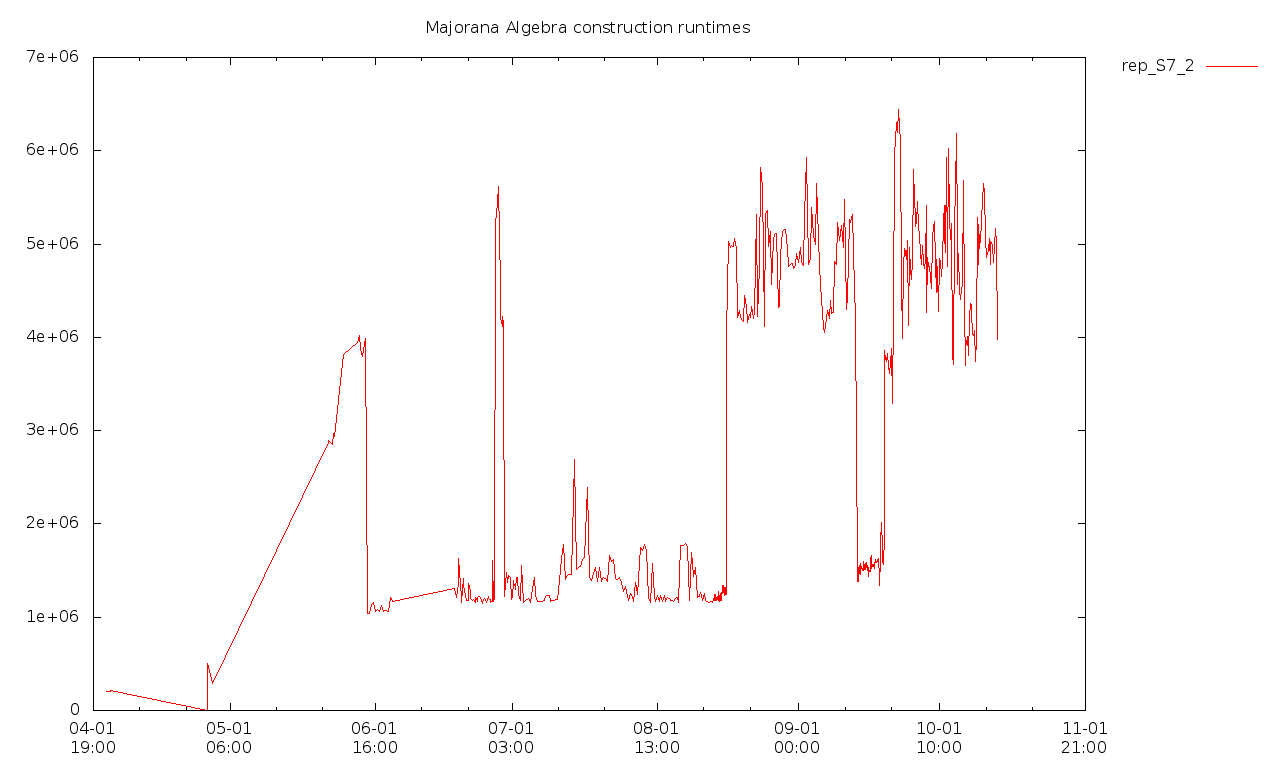 Majorana Algebra construction runtimes
rep_S7_2
7e+06
6e+06
5e+06
4e+06
3e+06
2e+06
1e+06
0
04-01 05-01 06-01 07-01 08-01 09-01 10-01 11-01
19:00 06:00 16:00 03:00 13:00 00:00 10:00 21:00